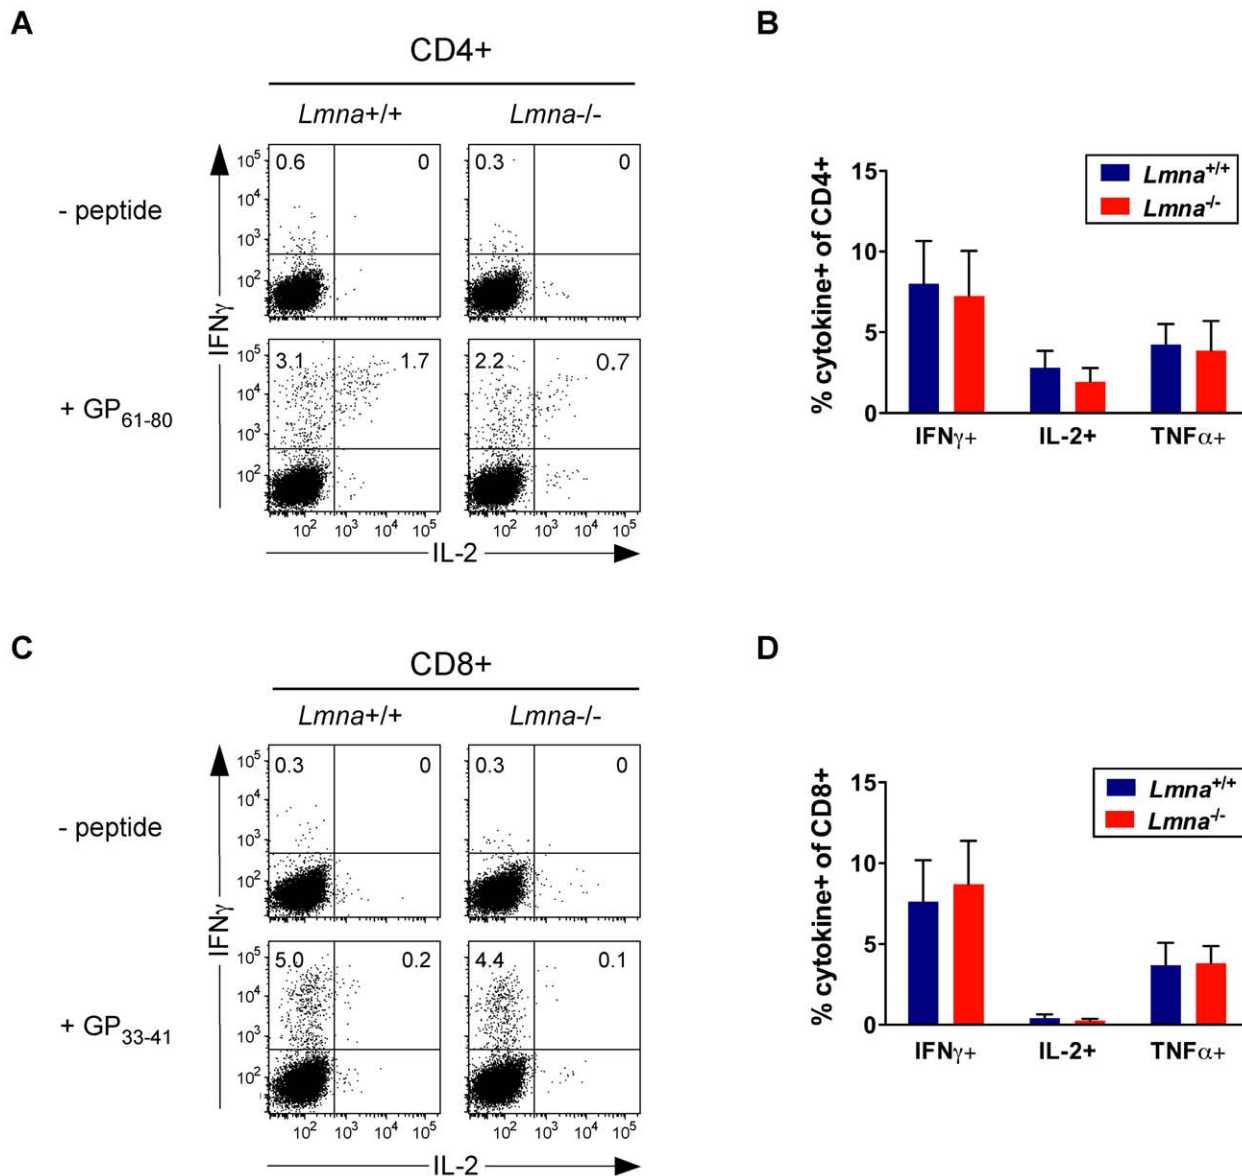 A
CD4+
Lmna+/+ Lmna-/-
- peptide
10⁵ 10⁴ 10³ 10²
0.6 0
0.3 0
+ GP₆₁₋₈₀
10⁵ 10⁴ 10³ 10²
3.1 1.7
2.2 0.7
IFNγ
10² 10³ 10⁴ 10⁵ 10² 10³ 10⁴ 10⁵
IL-2
B
% cytokine+ of CD4+
15
10
5
0
Lmna⁺/⁺
Lmna⁻/⁻
IFNγ+ IL-2+ TNFα+
C
CD8+
Lmna+/+ Lmna-/-
- peptide
10⁵ 10⁴ 10³ 10²
0.3 0
0.3 0
+ GP₃₃₋₄₁
10⁵ 10⁴ 10³ 10²
5.0 0.2
4.4 0.1
IFNγ
10² 10³ 10⁴ 10⁵ 10² 10³ 10⁴ 10⁵
IL-2
D
% cytokine+ of CD8+
15
10
5
0
Lmna⁺/⁺
Lmna⁻/⁻
IFNγ+ IL-2+ TNFα+